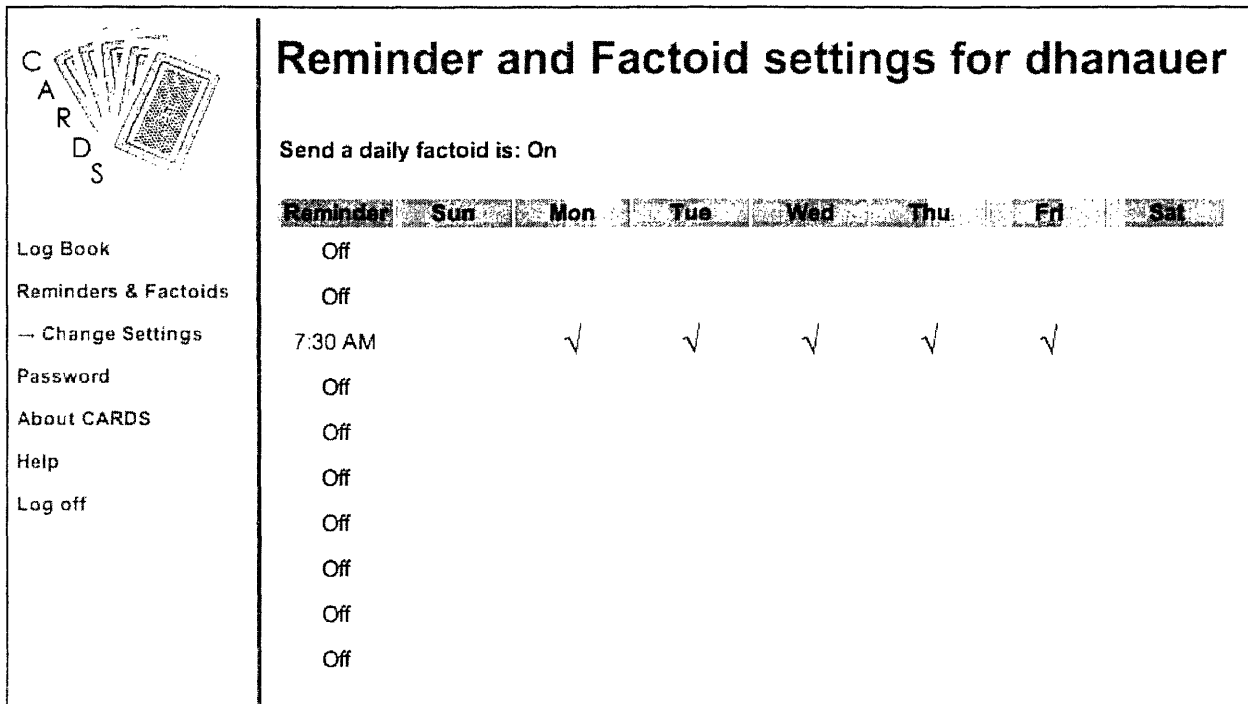 CARDS
Reminder and Factoid settings for dhanauer
Send a daily factoid is: On
Reminder Sun Mon Tue Wed Thu Fri Sat
Off
Off
7:30 AM √ √ √ √ √
Off
Off
Off
Off
Off
Off
Off
Log Book
Reminders & Factoids
→ Change Settings
Password
About CARDS
Help
Log off